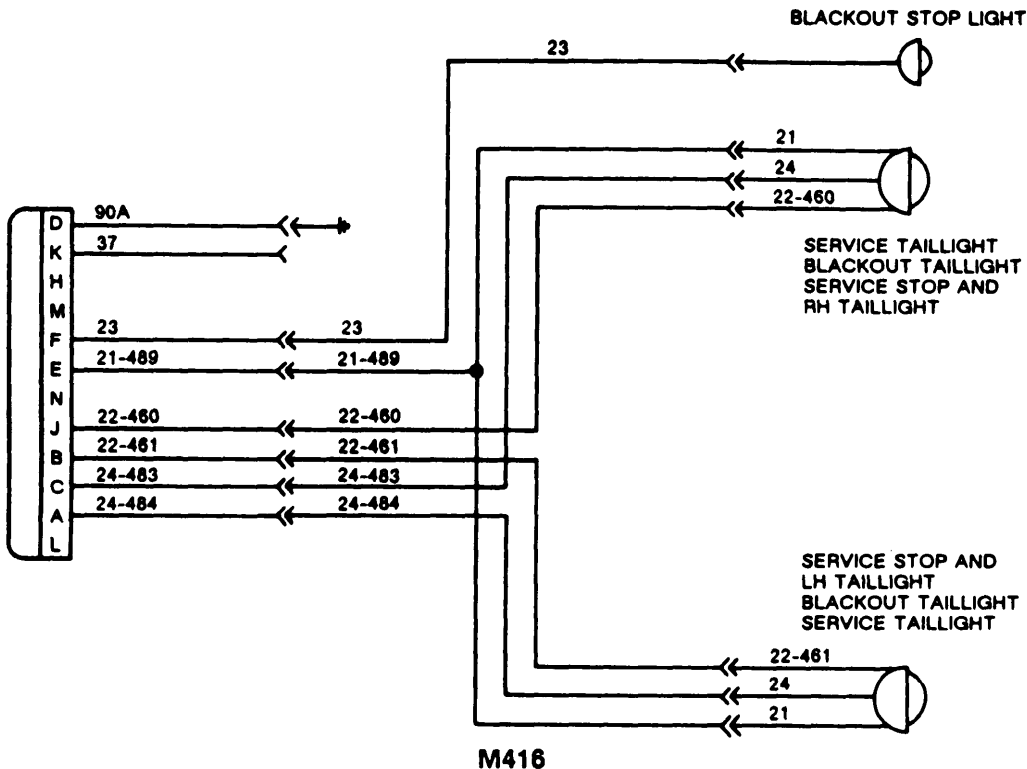 BLACKOUT STOP LIGHT
23
21
24
22-460
SERVICE TAILLIGHT
BLACKOUT TAILLIGHT
SERVICE STOP AND
RH TAILLIGHT
D 90A
K 37
H
M
F 23 23
E 21-489 21-489
N
J 22-460 22-460
B 22-461 22-461
C 24-483 24-483
A 24-484 24-484
L
SERVICE STOP AND
LH TAILLIGHT
BLACKOUT TAILLIGHT
SERVICE TAILLIGHT
22-461
24
21
M416